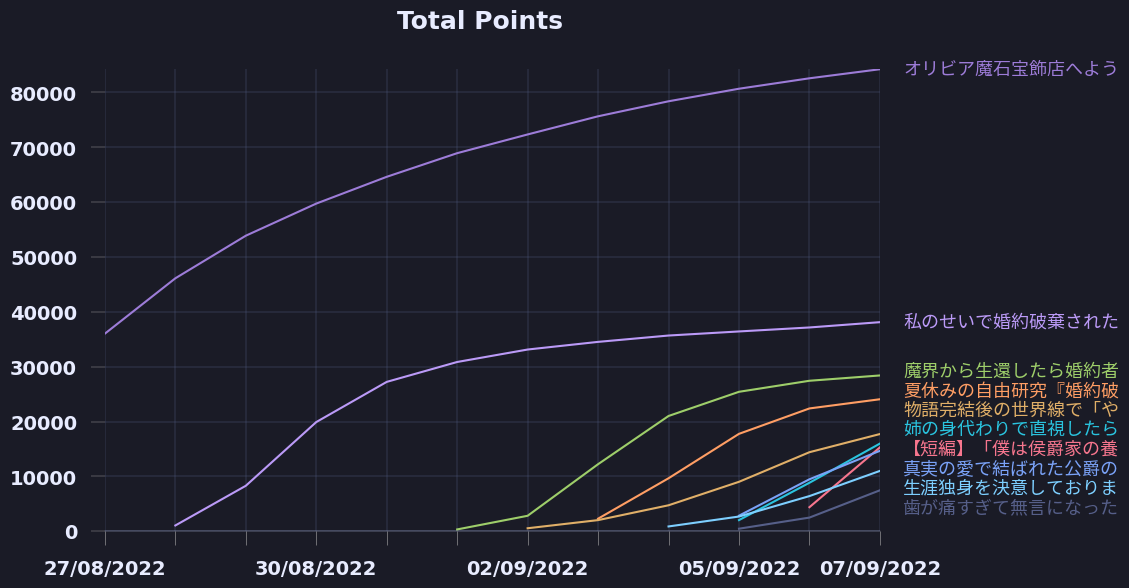 Total Points
80000
70000
60000
50000
40000
30000
20000
10000
0
27/08/2022
30/08/2022
02/09/2022
05/09/2022
07/09/2022
オリビア魔石宝飾店へよう
私のせいで婚約破棄された
魔界から生還したら婚約者
夏休みの自由研究『婚約破
物語完結後の世界線で「や
姉の身代わりで直視したら
【短編】「僕は侯爵家の養
真実の愛で結ばれた公爵の
生涯独身を決意しておりま
歯が痛すぎて無言になった